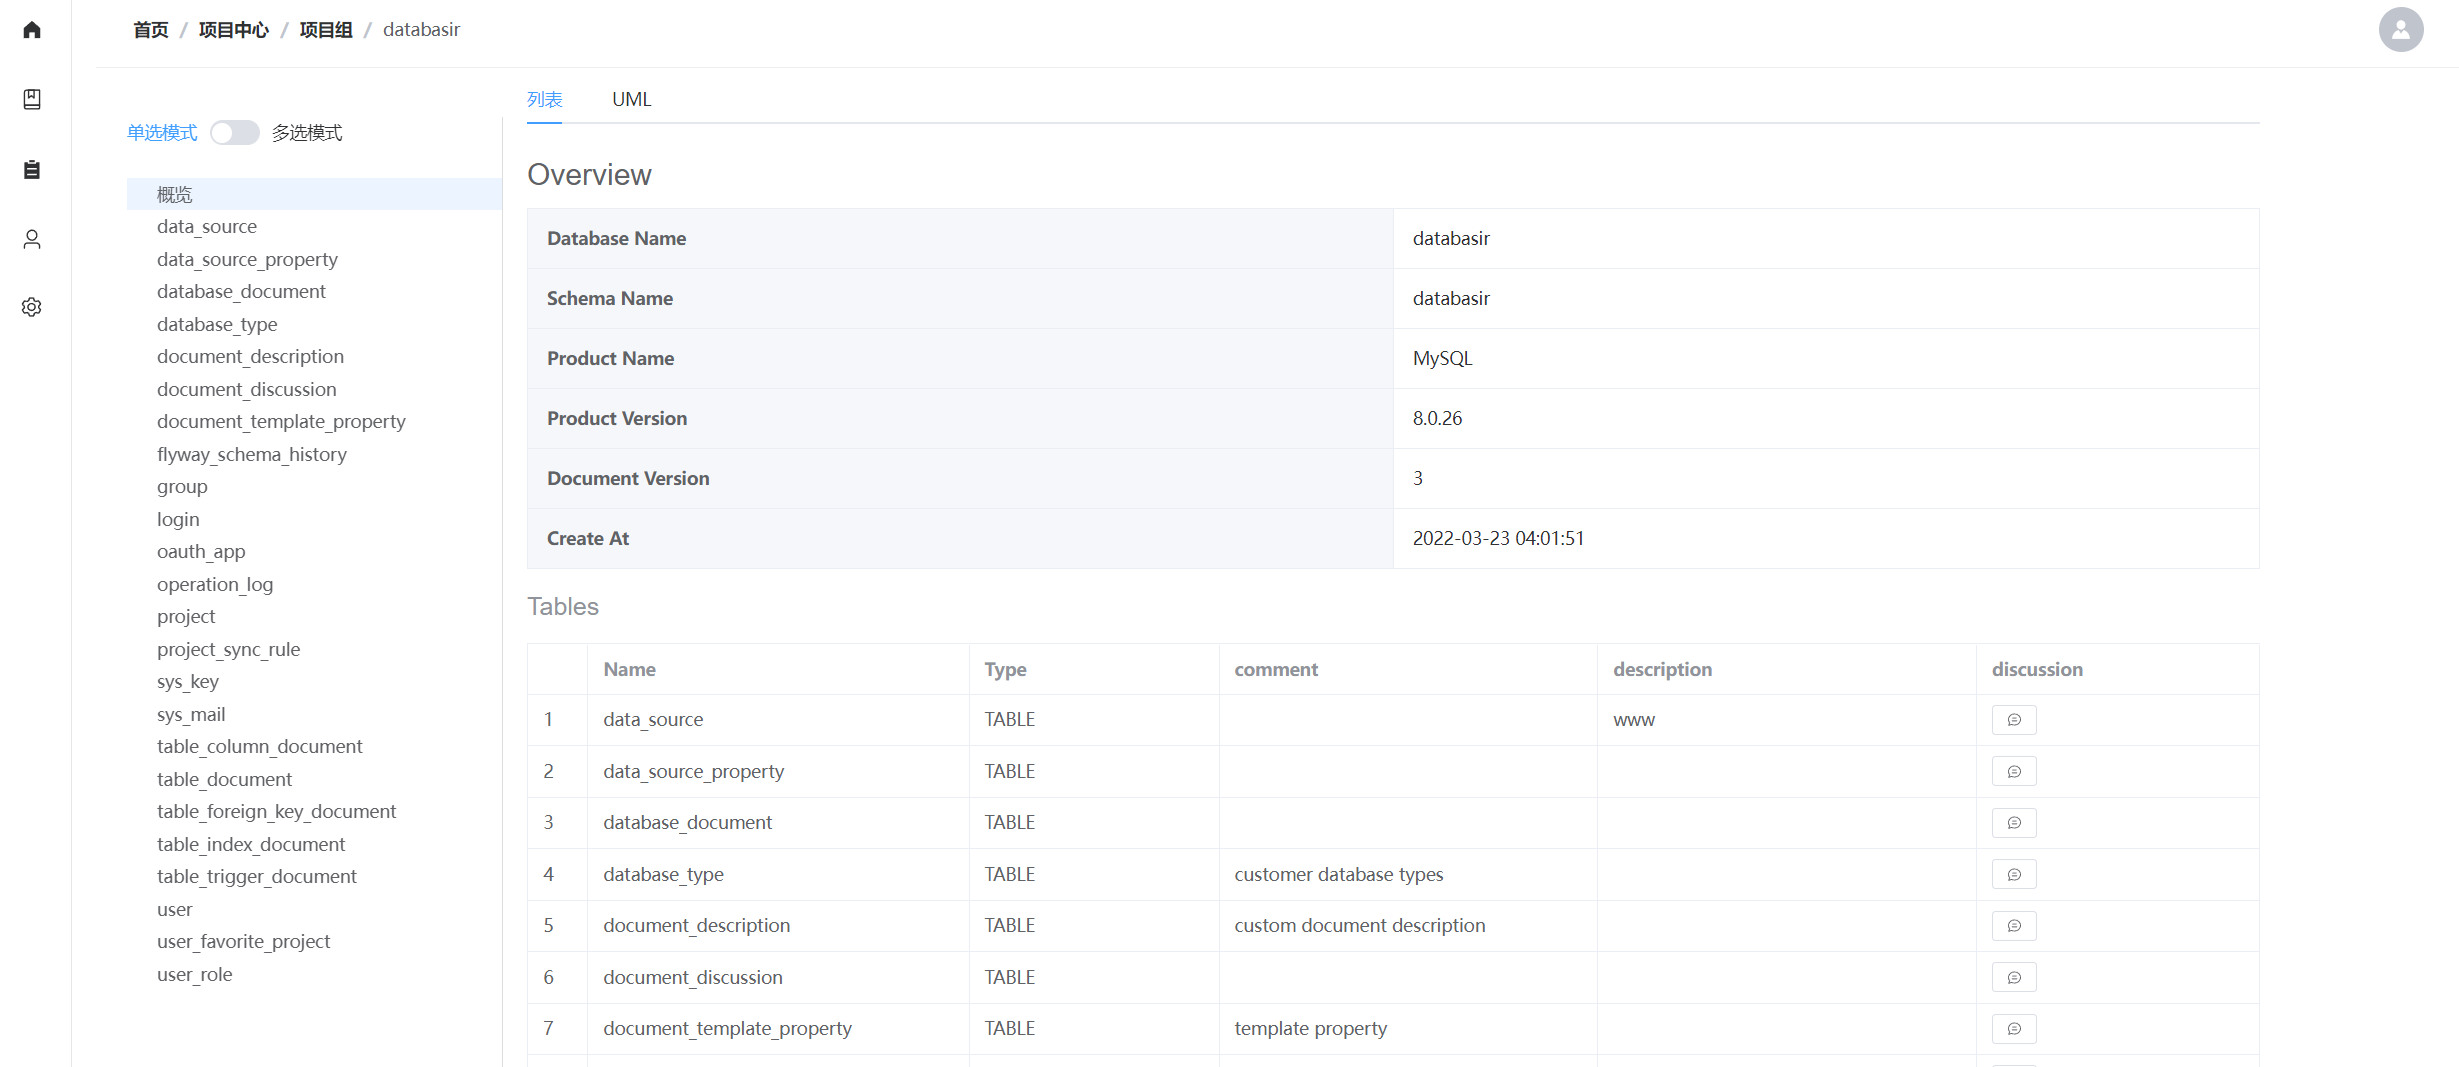 首页 / 项目中心 / 项目组 / databasir
单选模式 多选模式
概览
data_source
data_source_property
database_document
database_type
document_description
document_discussion
document_template_property
flyway_schema_history
group
login
oauth_app
operation_log
project
project_sync_rule
sys_key
sys_mail
table_column_document
table_document
table_foreign_key_document
table_index_document
table_trigger_document
user
user_favorite_project
user_role
列表 UML
Overview
Database Name databasir
Schema Name databasir
Product Name MySQL
Product Version 8.0.26
Document Version 3
Create At 2022-03-23 04:01:51
Tables
Name Type comment description discussion
1 data_source TABLE www
2 data_source_property TABLE
3 database_document TABLE
4 database_type TABLE customer database types
5 document_description TABLE custom document description
6 document_discussion TABLE
7 document_template_property TABLE template property